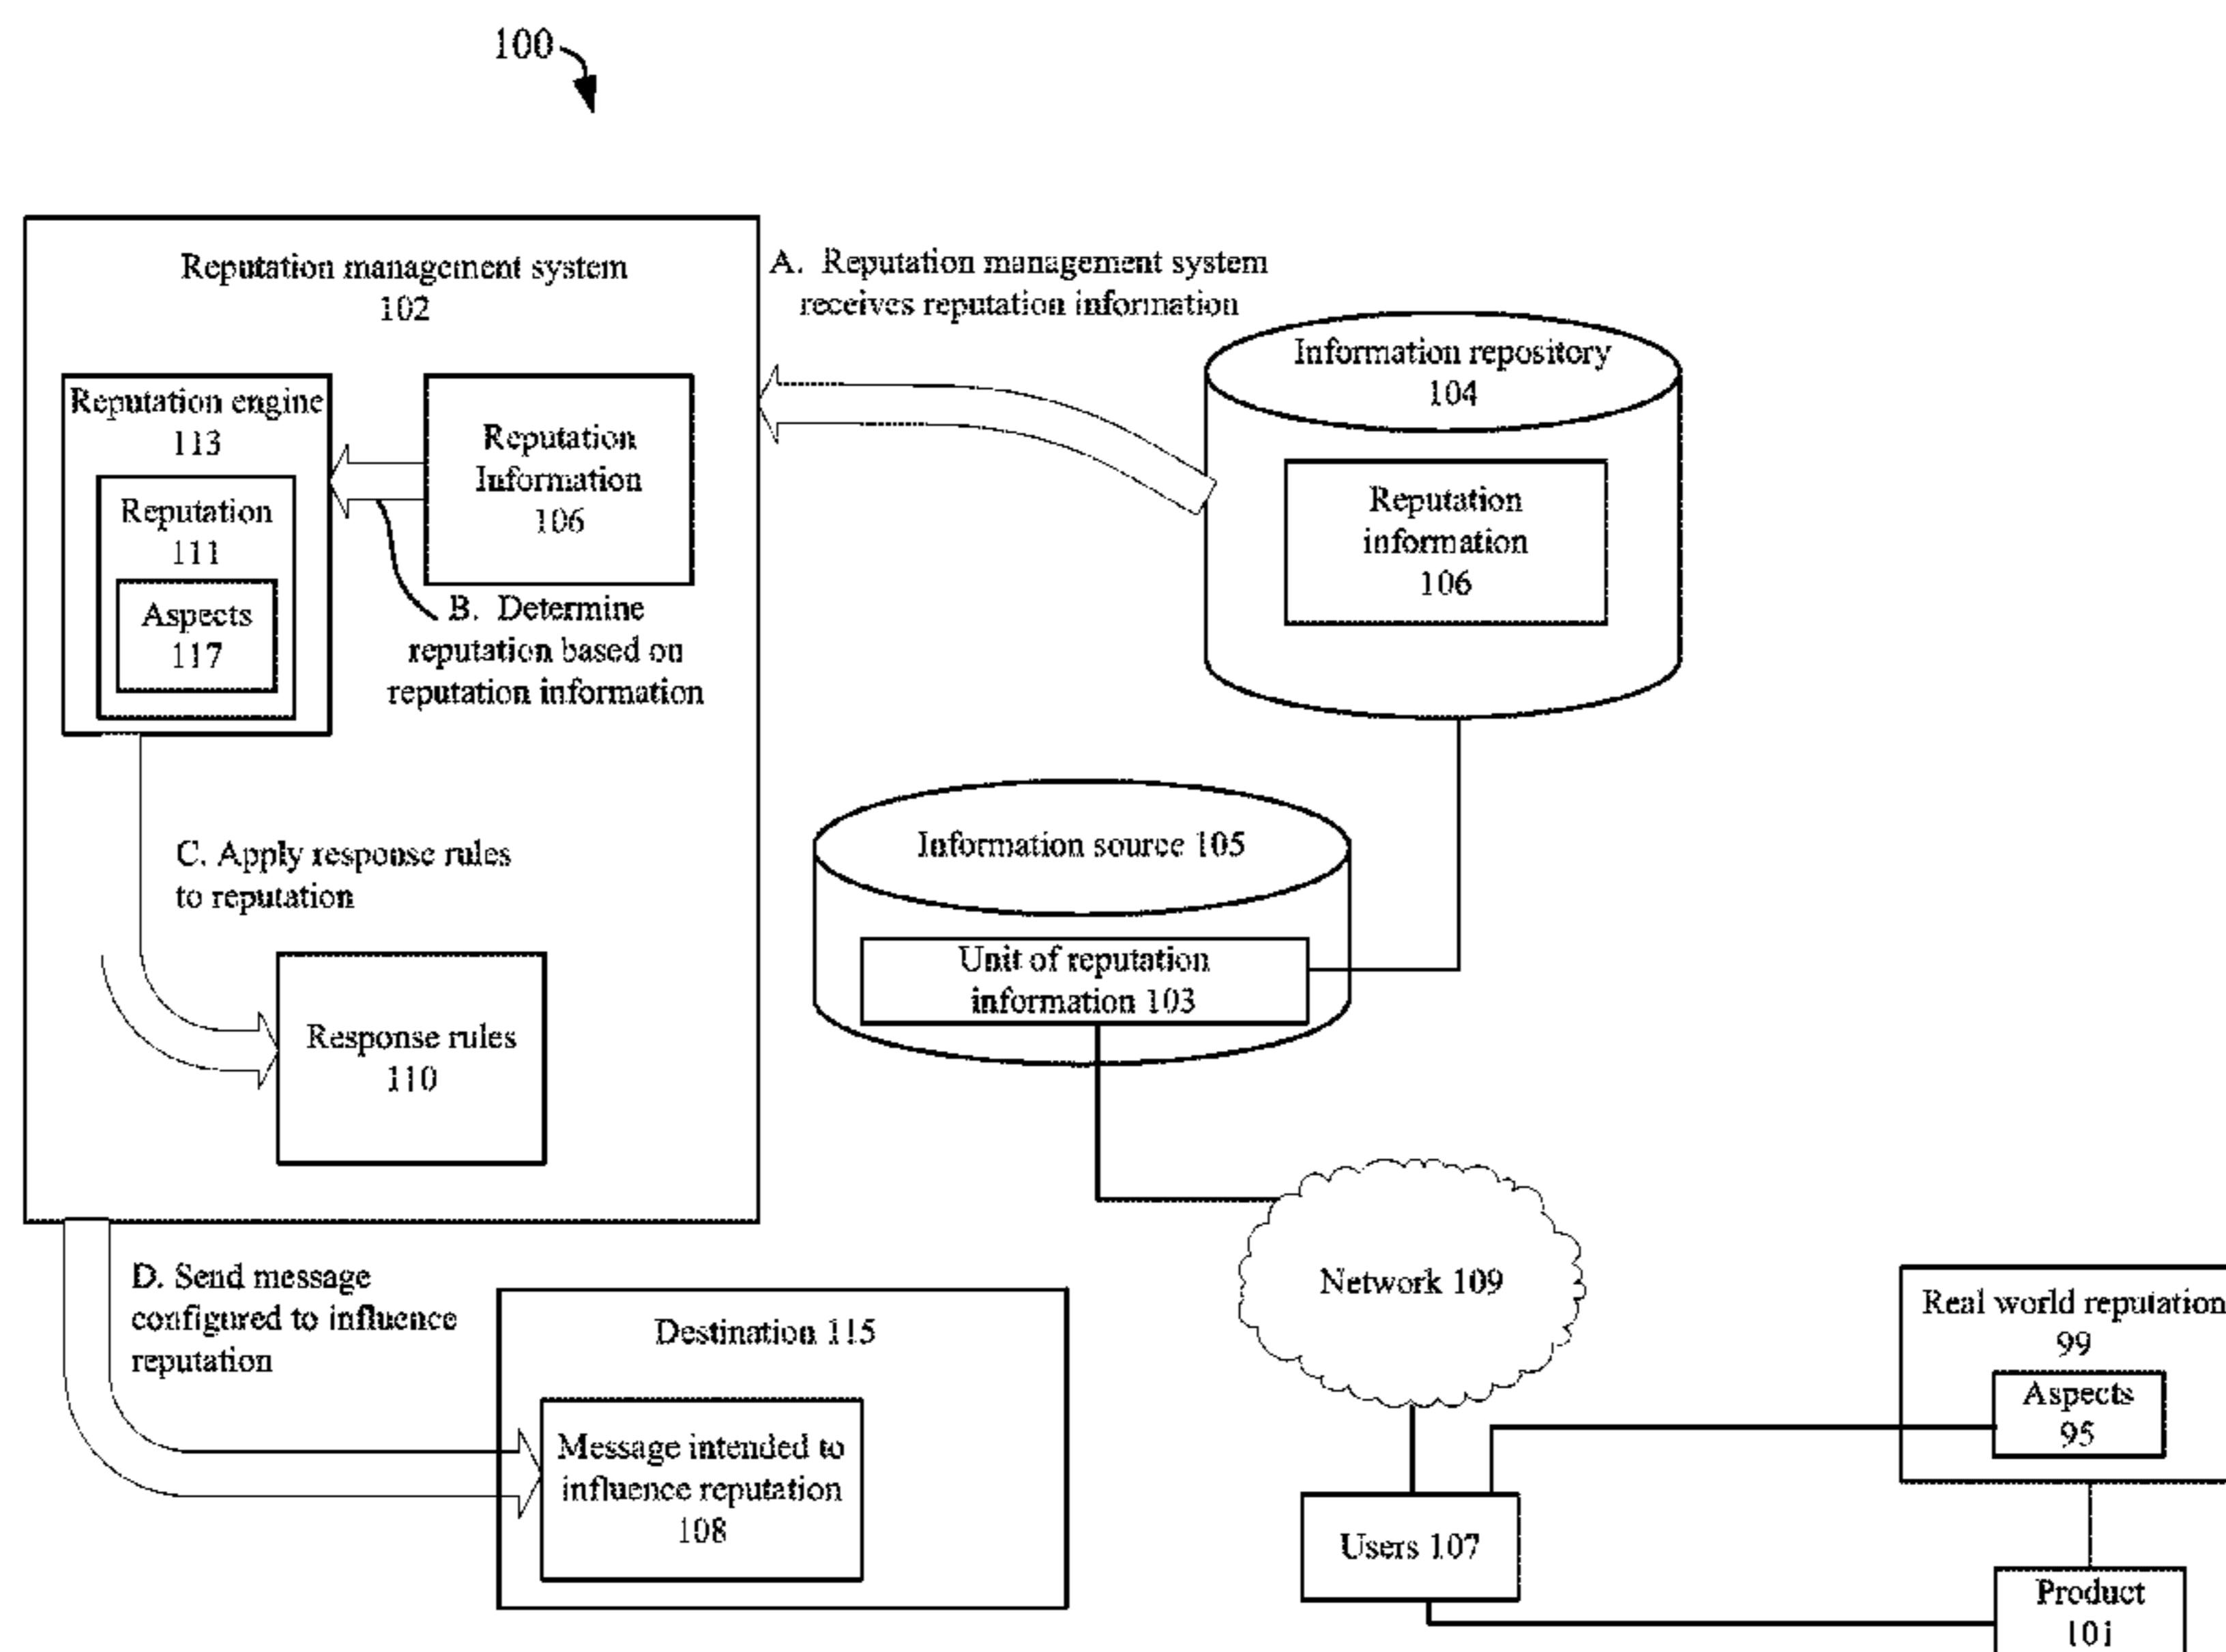 100
Reputation management system
102
A. Reputation management system
receives reputation information
Information repository
104
Reputation engine
113
Reputation
Information
106
Reputation
information
106
Reputation
111
Aspects
117
B. Determine
reputation based on
reputation information
C. Apply response rules
to reputation
Information source 105
Unit of reputation
information 103
Response rules
110
Network 109
D. Send message
configured to influence
reputation
Destination 115
Message intended to
influence reputation
108
Real world reputation
99
Aspects
95
Users 107
Product
101